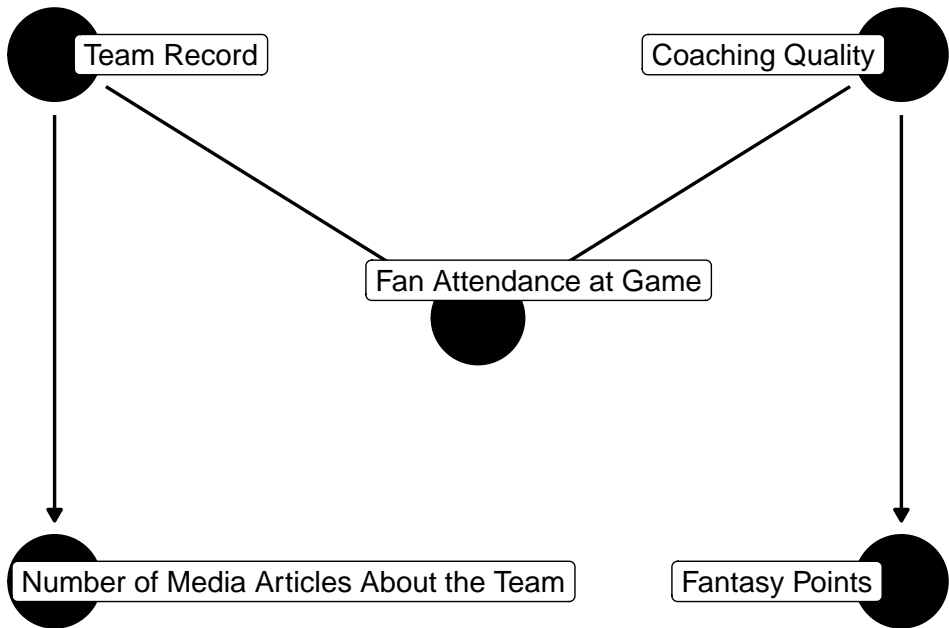 Team Record
Coaching Quality
Fan Attendance at Game
Number of Media Articles About the Team
Fantasy Points